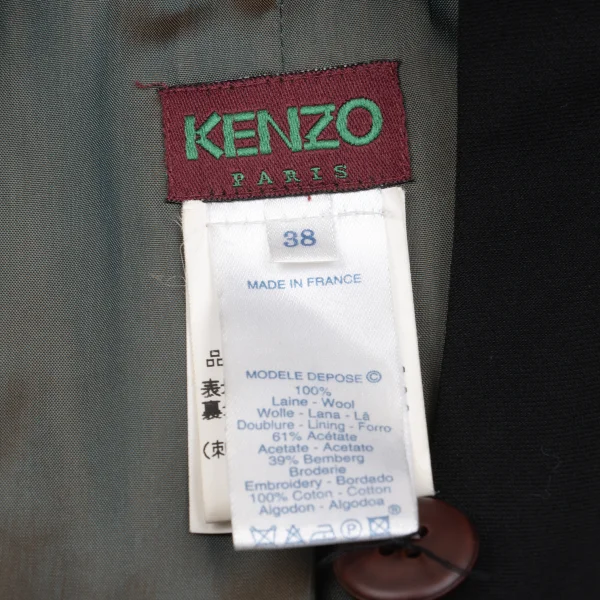 KENZO
PARIS
38
MADE IN FRANCE
MODELE DEPOSE ©
100%
Laine - Wool
Wolle - Lana - Lã
Doublure - Lining - Forro
61% Acétate
Acetate - Acetato
39% Bemberg
Broderie
Embroidery - Bordado
100% Coton - Cotton
Algodon - Algodoa
品
表
裏
(刺